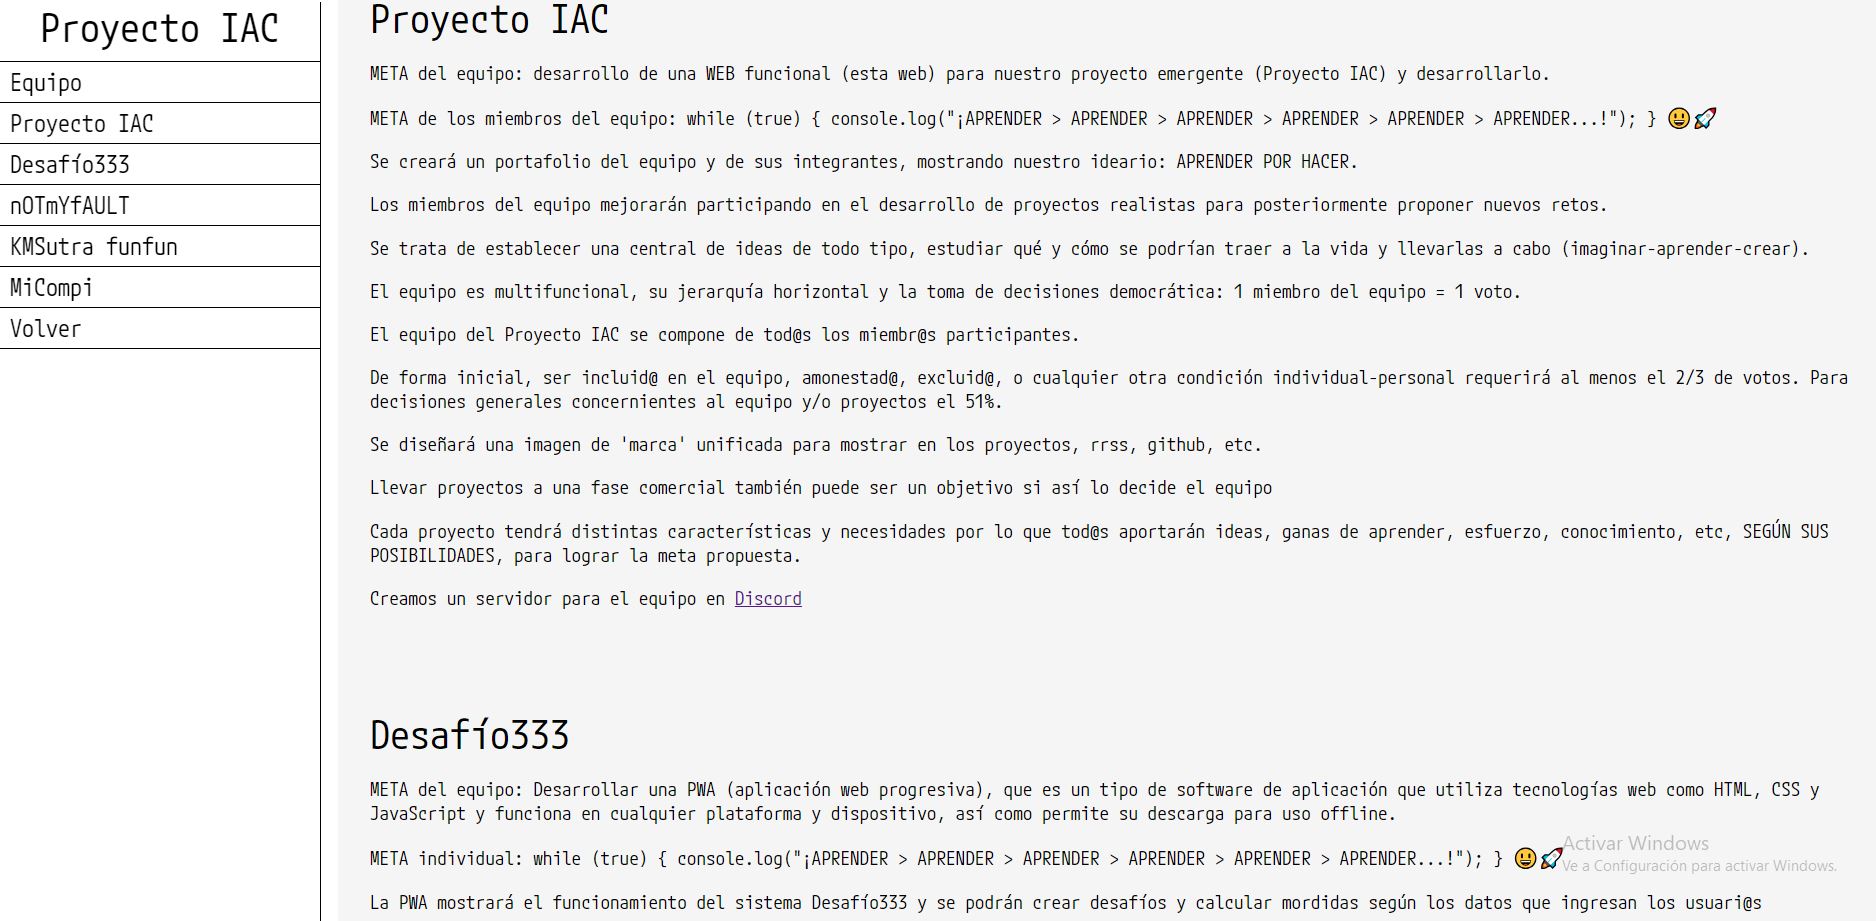 Proyecto IAC
Equipo
Proyecto IAC
Desafío333
nOTmYfAULT
KMSutra funfun
MiCompi
Volver
Proyecto IAC
META del equipo: desarrollo de una WEB funcional (esta web) para nuestro proyecto emergente (Proyecto IAC) y desarrollarlo.
META de los miembros del equipo: while (true) { console.log("¡APRENDER > APRENDER > APRENDER > APRENDER > APRENDER > APRENDER...!"); } 😃🚀
Se creará un portafolio del equipo y de sus integrantes, mostrando nuestro ideario: APRENDER POR HACER.
Los miembros del equipo mejorarán participando en el desarrollo de proyectos realistas para posteriormente proponer nuevos retos.
Se trata de establecer una central de ideas de todo tipo, estudiar qué y cómo se podrían traer a la vida y llevarlas a cabo (imaginar-aprender-crear).
El equipo es multifuncional, su jerarquía horizontal y la toma de decisiones democrática: 1 miembro del equipo = 1 voto.
El equipo del Proyecto IAC se compone de tod@s los miembr@s participantes.
De forma inicial, ser incluid@ en el equipo, amonestad@, excluid@, o cualquier otra condición individual-personal requerirá al menos el 2/3 de votos. Para
decisiones generales concernientes al equipo y/o proyectos el 51%.
Se diseñará una imagen de 'marca' unificada para mostrar en los proyectos, rrss, github, etc.
Llevar proyectos a una fase comercial también puede ser un objetivo si así lo decide el equipo
Cada proyecto tendrá distintas características y necesidades por lo que tod@s aportarán ideas, ganas de aprender, esfuerzo, conocimiento, etc, SEGÚN SUS
POSIBILIDADES, para lograr la meta propuesta.
Creamos un servidor para el equipo en Discord
Desafío333
META del equipo: Desarrollar una PWA (aplicación web progresiva), que es un tipo de software de aplicación que utiliza tecnologías web como HTML, CSS y
JavaScript y funciona en cualquier plataforma y dispositivo, así como permite su descarga para uso offline.
META individual: while (true) { console.log("¡APRENDER > APRENDER > APRENDER > APRENDER > APRENDER > APRENDER...!"); } 😃🚀
Activar Windows
Ve a Configuración para activar Windows.
La PWA mostrará el funcionamiento del sistema Desafío333 y se podrán crear desafíos y calcular mordidas según los datos que ingresan los usuari@s